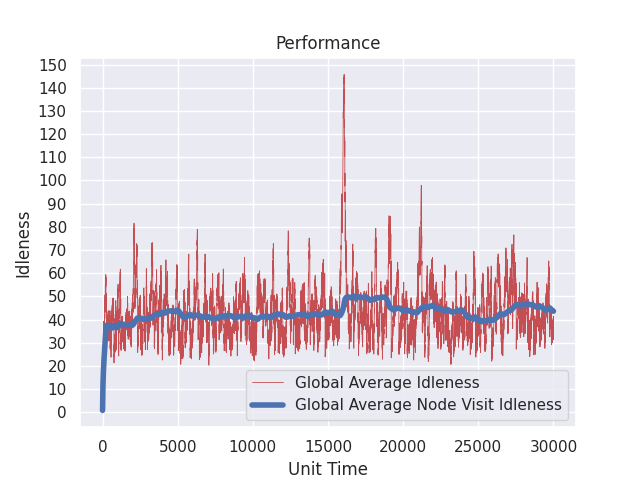 Performance
150
140
130
120
110
100
90
80
70
60
50
40
30
20
10
0
Idleness
Global Average Idleness
Global Average Node Visit Idleness
0 5000 10000 15000 20000 25000 30000
Unit Time